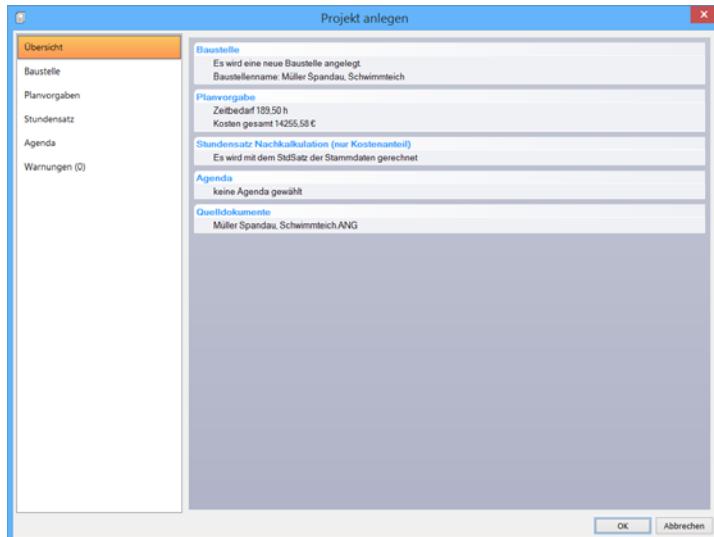 Projekt anlegen
Übersicht
Baustelle
Planvorgaben
Stundensatz
Agenda
Warnungen (0)
Baustelle
Es wird eine neue Baustelle angelegt.
Baustellenname: Müller Spandau, Schwimmteich
Planvorgabe
Zeitbedarf 189,50 h
Kosten gesamt 14255,58 €
Stundensatz Nachkalkulation (nur Kostenanteil)
Es wird mit dem StdSatz der Stammdaten gerechnet
Agenda
keine Agenda gewählt
Quelldokumente
Müller Spandau, Schwimmteich.ANG
OK
Abbrechen